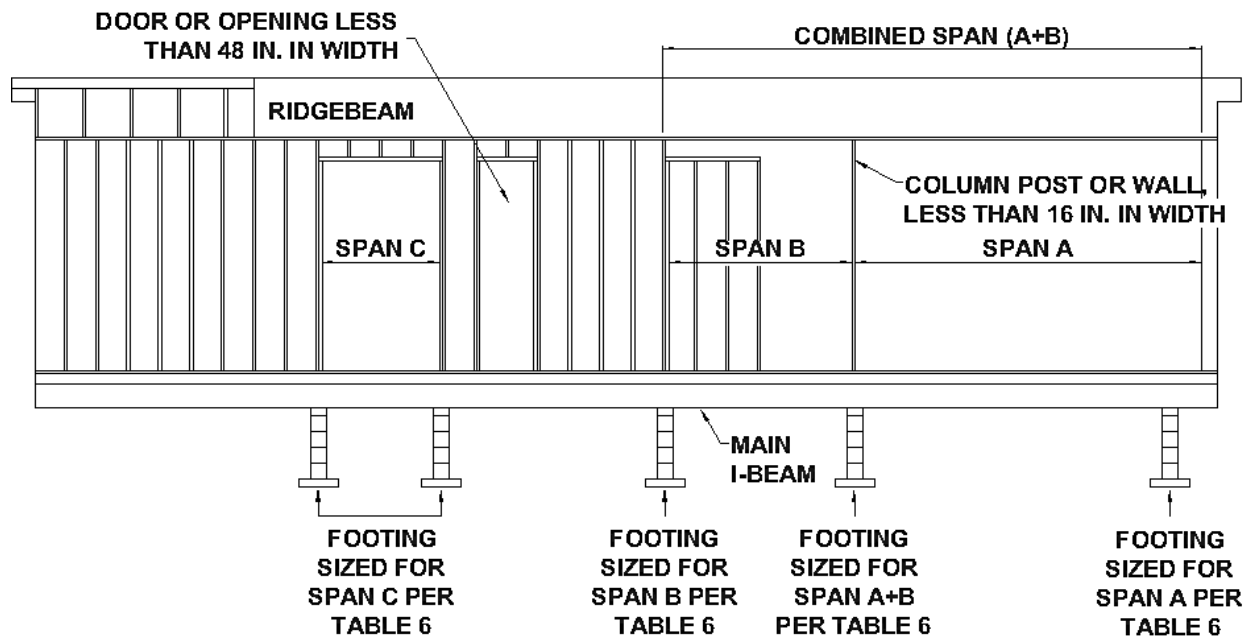 DOOR OR OPENING LESS
THAN 48 IN. IN WIDTH
COMBINED SPAN (A+B)
RIDGEBEAM
COLUMN POST OR WALL,
LESS THAN 16 IN. IN WIDTH
SPAN C
SPAN B
SPAN A
MAIN
I-BEAM
FOOTING
SIZED FOR
SPAN C PER
TABLE 6
FOOTING
SIZED FOR
SPAN B PER
TABLE 6
FOOTING
SIZED FOR
SPAN A+B
PER TABLE 6
FOOTING
SIZED FOR
SPAN A PER
TABLE 6